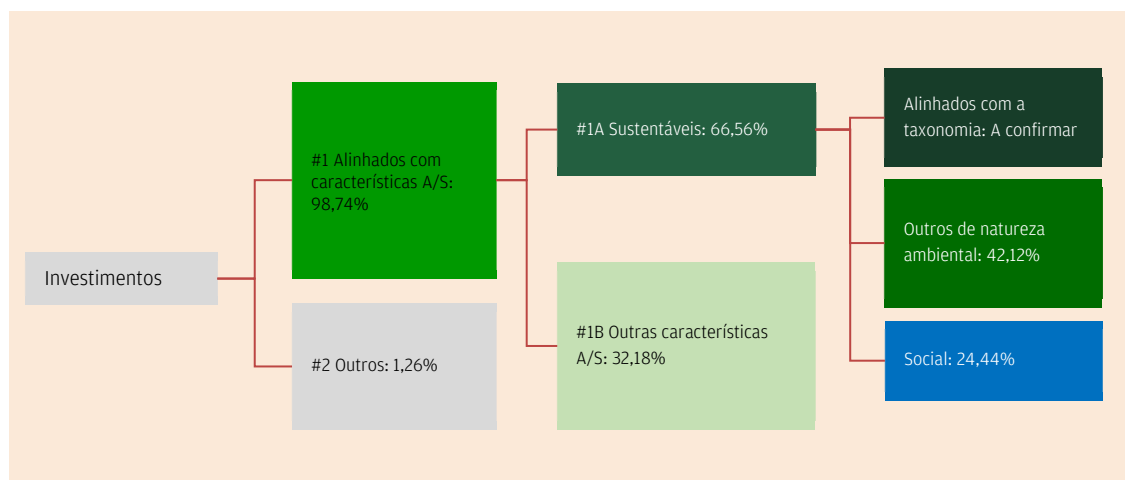 Investimentos
#1 Alinhados com
características A/S:
98,74%
#2 Outros: 1,26%
#1A Sustentáveis: 66,56%
#1B Outras características
A/S: 32,18%
Alinhados com a
taxonomia: A confirmar
Outros de natureza
ambiental: 42,12%
Social: 24,44%